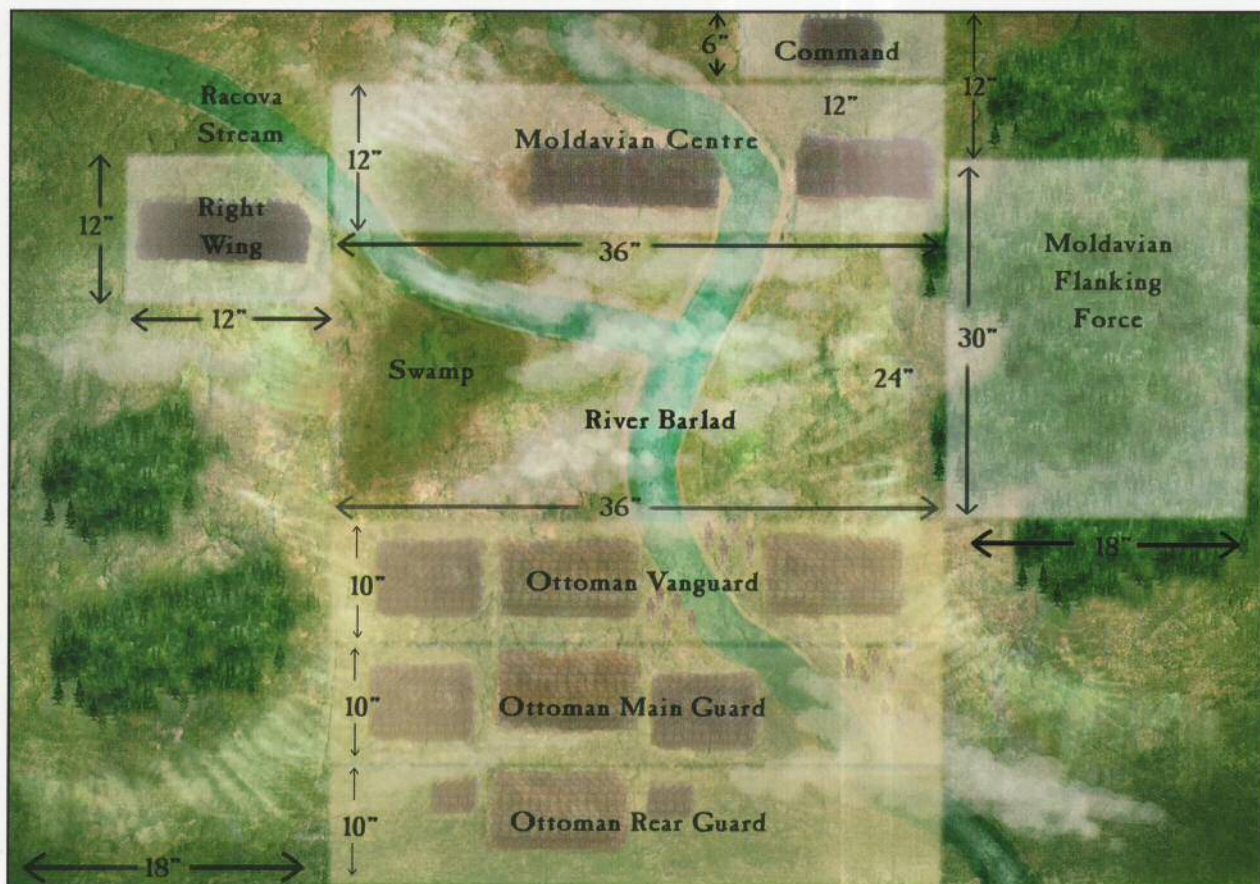 6"
Command
12"
12"
Racova
Stream
12"
Moldavian Centre
12"
Right
Wing
12"
36"
12"
Moldavian
Flanking
Force
30"
Swamp
24"
River Barlad
36"
18"
10"
Ottoman Vanguard
10"
Ottoman Main Guard
10"
Ottoman Rear Guard
18"